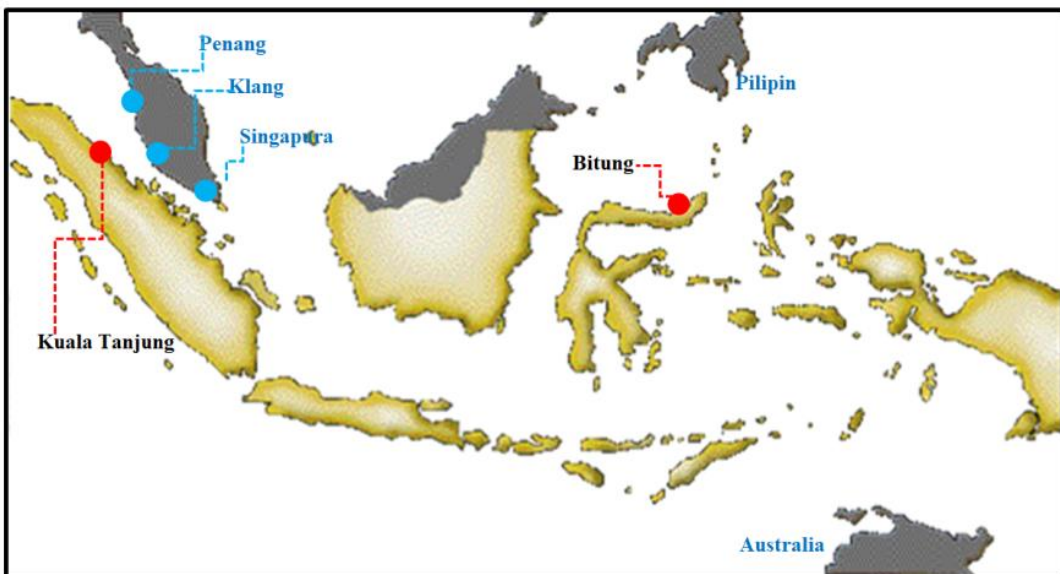 Penang
Klang
Pilipin
Singapura
Bitung
Kuala Tanjung
Australia